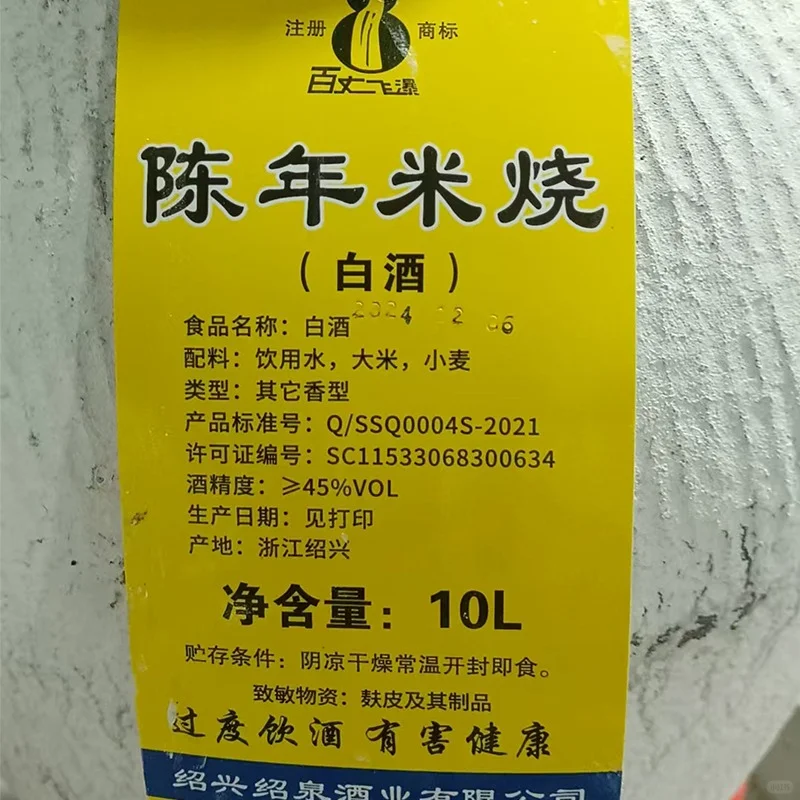 注册 商标
百丈飞瀑
陈年米烧
（白酒）
食品名称：白酒 2024 12 06
配料：饮用水，大米，小麦
类型：其它香型
产品标准号：Q/SSQ0004S-2021
许可证编号：SC11533068300634
酒精度：≥45%VOL
生产日期：见打印
产地：浙江绍兴
净含量：10L
贮存条件：阴凉干燥常温开封即食。
致敏物资：麸皮及其制品
过度饮酒 有害健康
绍兴绍泉酒业有限公司